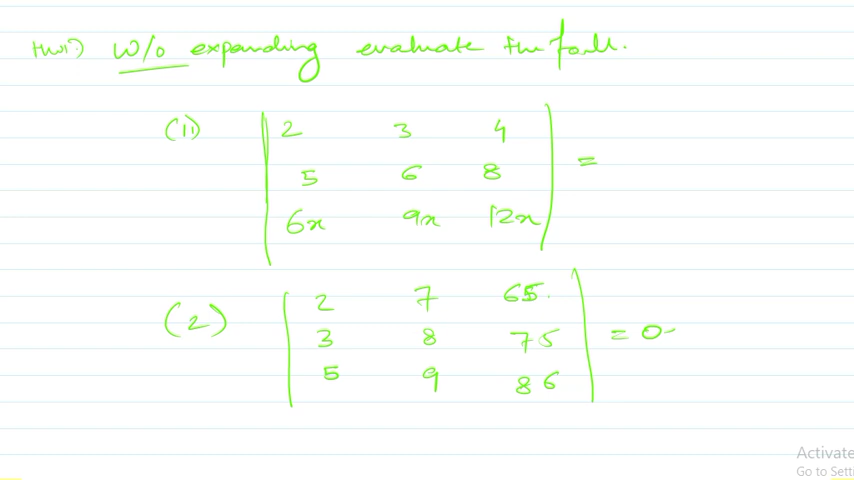 HW:) W/o expanding evaluate the foll.
(1) | 2 3 4 |
| 5 6 8 | =
| 6x 9x 12x |
(2) | 2 7 65. |
| 3 8 75 | = 0.
| 5 9 86 |
Activate
Go to Setti